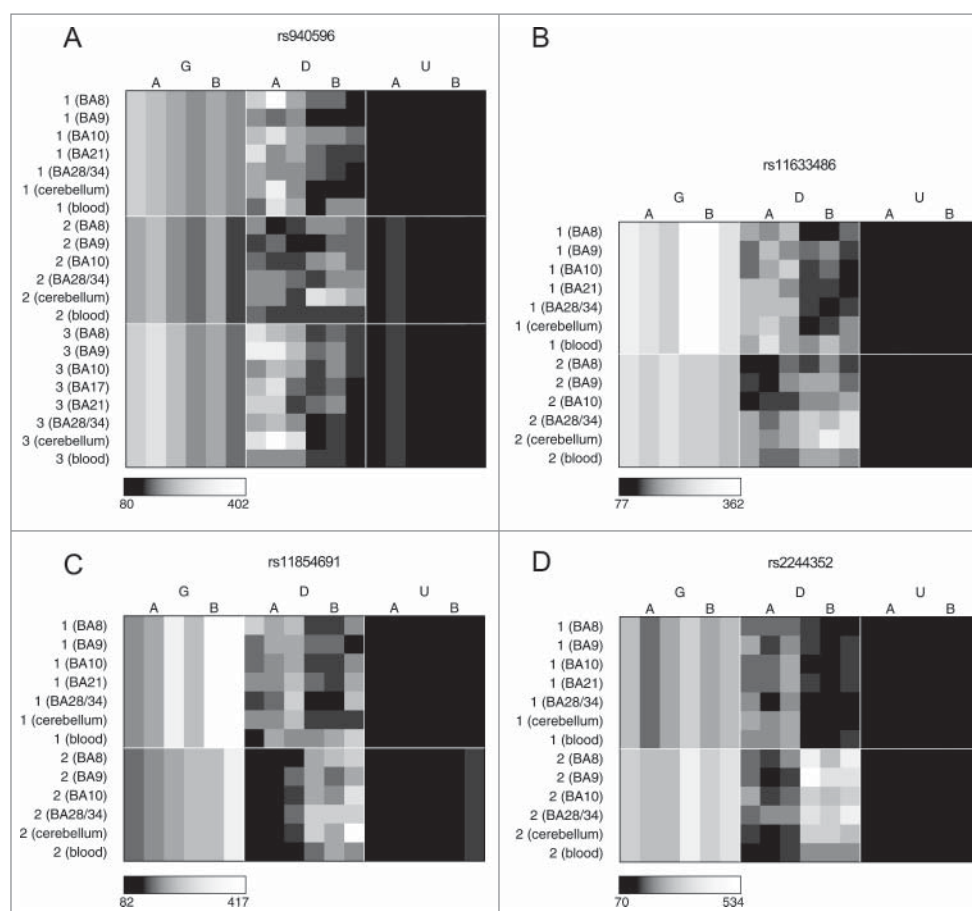 A
rs940596
G D U
A B A B A B
1 (BA8)
1 (BA9)
1 (BA10)
1 (BA21)
1 (BA28/34)
1 (cerebellum)
1 (blood)
2 (BA8)
2 (BA9)
2 (BA10)
2 (BA28/34)
2 (cerebellum)
2 (blood)
3 (BA8)
3 (BA9)
3 (BA10)
3 (BA17)
3 (BA21)
3 (BA28/34)
3 (cerebellum)
3 (blood)
80 402
B
rs11633486
G D U
A B A B A B
1 (BA8)
1 (BA9)
1 (BA10)
1 (BA21)
1 (BA28/34)
1 (cerebellum)
1 (blood)
2 (BA8)
2 (BA9)
2 (BA10)
2 (BA28/34)
2 (cerebellum)
2 (blood)
77 362
C
rs11854691
G D U
A B A B A B
1 (BA8)
1 (BA9)
1 (BA10)
1 (BA21)
1 (BA28/34)
1 (cerebellum)
1 (blood)
2 (BA8)
2 (BA9)
2 (BA10)
2 (BA28/34)
2 (cerebellum)
2 (blood)
82 417
D
rs2244352
G D U
A B A B A B
1 (BA8)
1 (BA9)
1 (BA10)
1 (BA21)
1 (BA28/34)
1 (cerebellum)
1 (blood)
2 (BA8)
2 (BA9)
2 (BA10)
2 (BA28/34)
2 (cerebellum)
2 (blood)
70 534